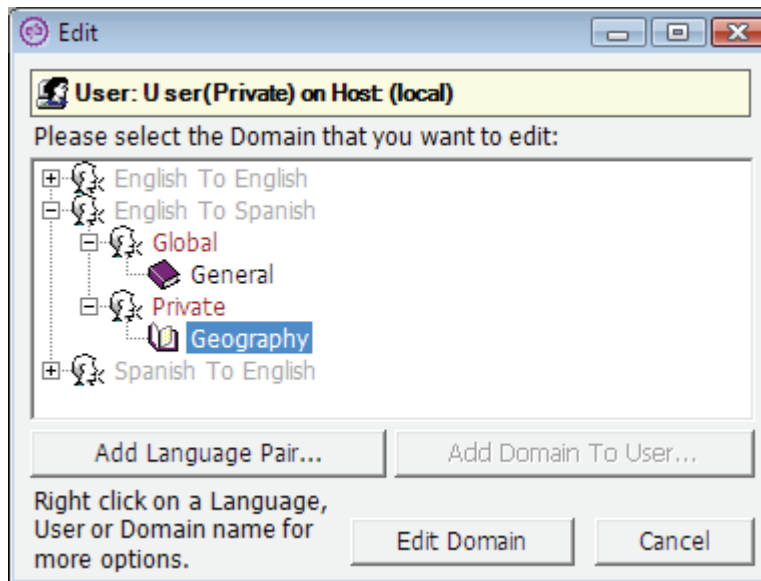 Edit
User: User(Private) on Host: (local)
Please select the Domain that you want to edit:
English To English
English To Spanish
Global
General
Private
Geography
Spanish To English
Add Language Pair...
Add Domain To User...
Right click on a Language,
User or Domain name for
more options.
Edit Domain
Cancel